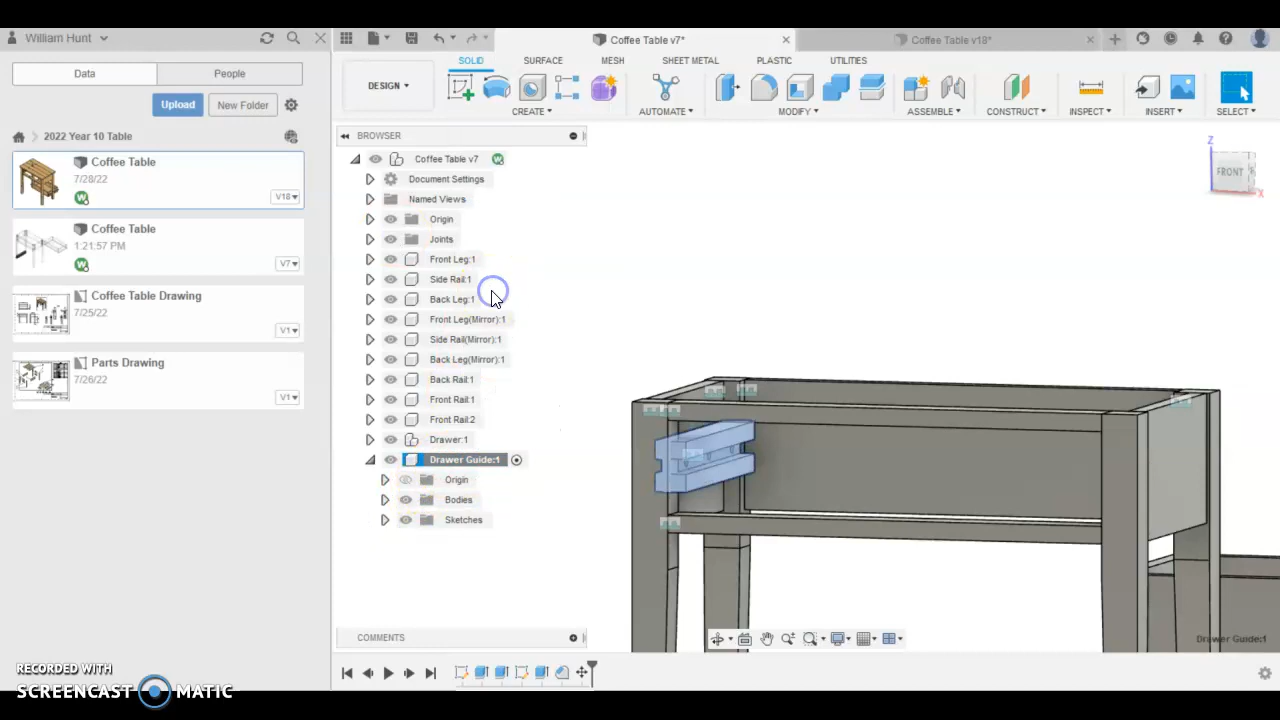 William Hunt
Data
People
Upload
New Folder
2022 Year 10 Table
Coffee Table
7/28/22
V18
Coffee Table
1:21:57 PM
V7
Coffee Table Drawing
7/25/22
V1
Parts Drawing
7/26/22
V1
Coffee Table v7*
Coffee Table v18*
DESIGN
SOLID
SURFACE
MESH
SHEET METAL
PLASTIC
UTILITIES
CREATE
AUTOMATE
MODIFY
ASSEMBLE
CONSTRUCT
INSPECT
INSERT
SELECT
BROWSER
Coffee Table v7
Document Settings
Named Views
Origin
Joints
Front Leg:1
Side Rail:1
Back Leg:1
Front Leg(Mirror):1
Side Rail(Mirror):1
Back Leg(Mirror):1
Back Rail:1
Front Rail:1
Front Rail:2
Drawer:1
Drawer Guide:1
Origin
Bodies
Sketches
Z
FRONT
X
Drawer Guide:1
COMMENTS
RECORDED WITH
SCREENCAST MATIC